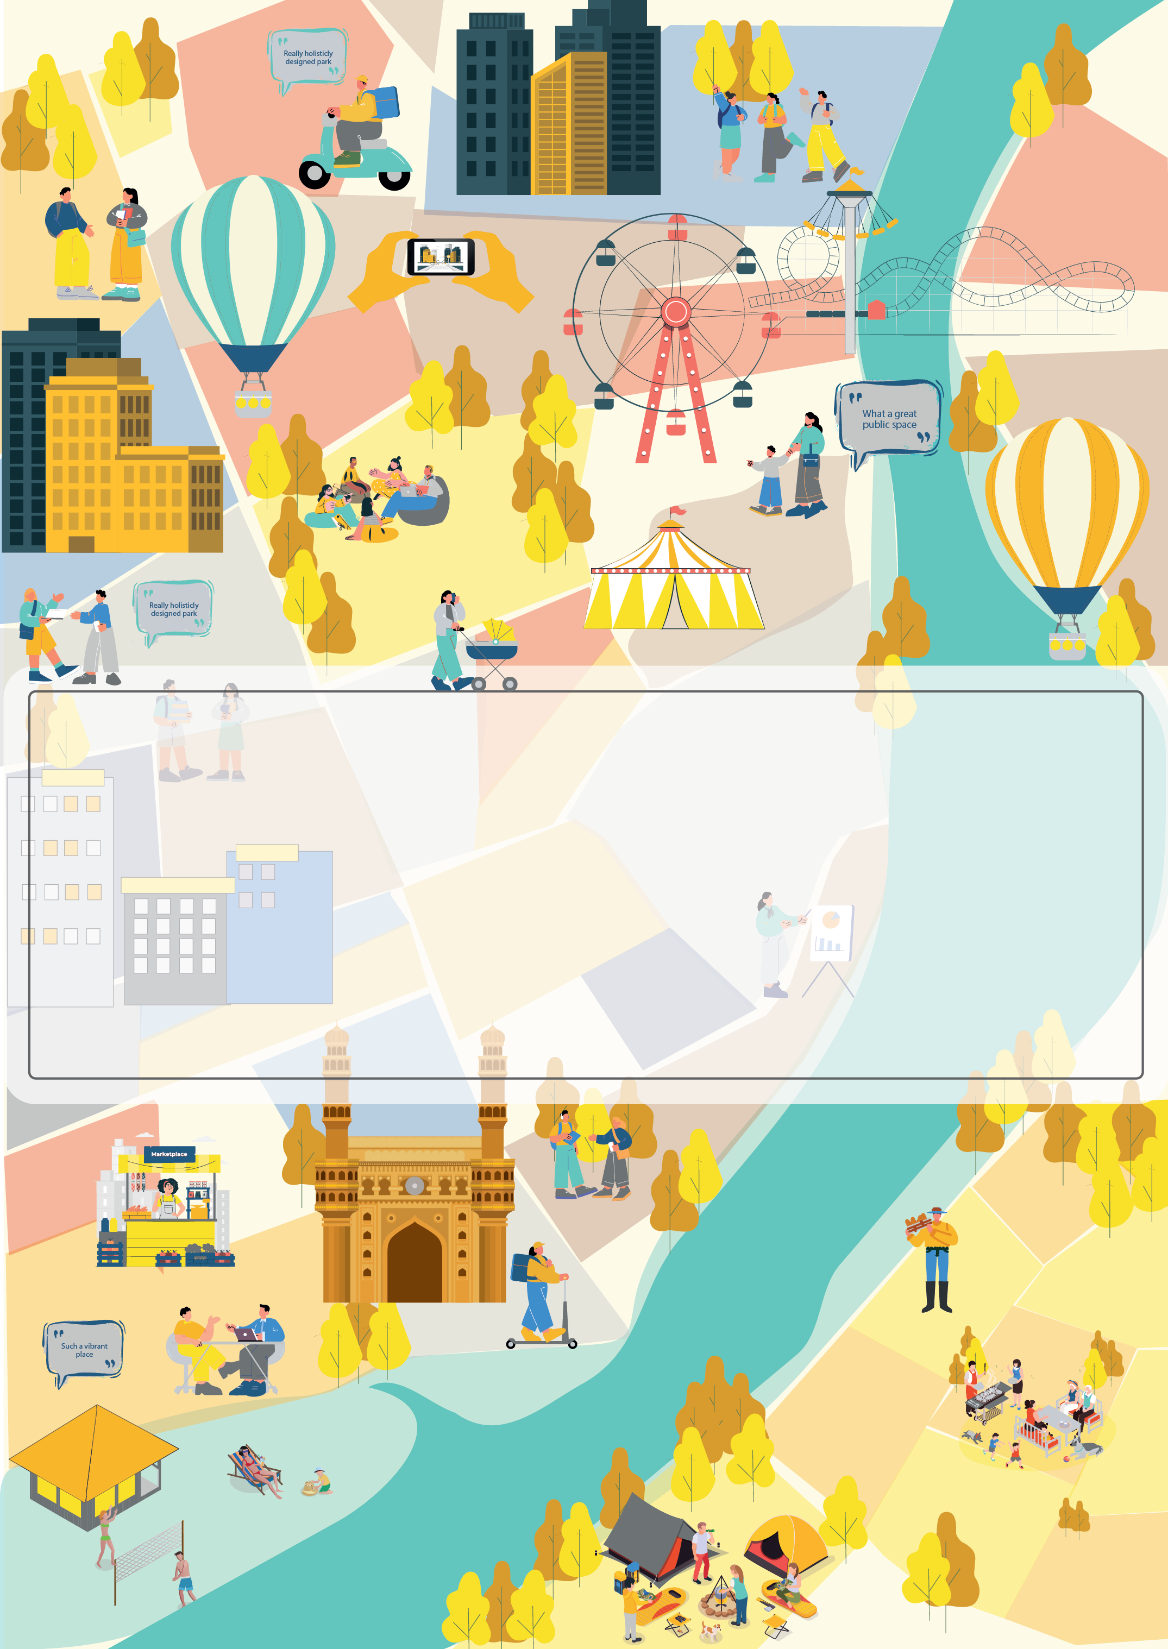 Really holisticly
designed park
What a great
public space
Really holisticly
designed park
Marketplace
Such a vibrant
place